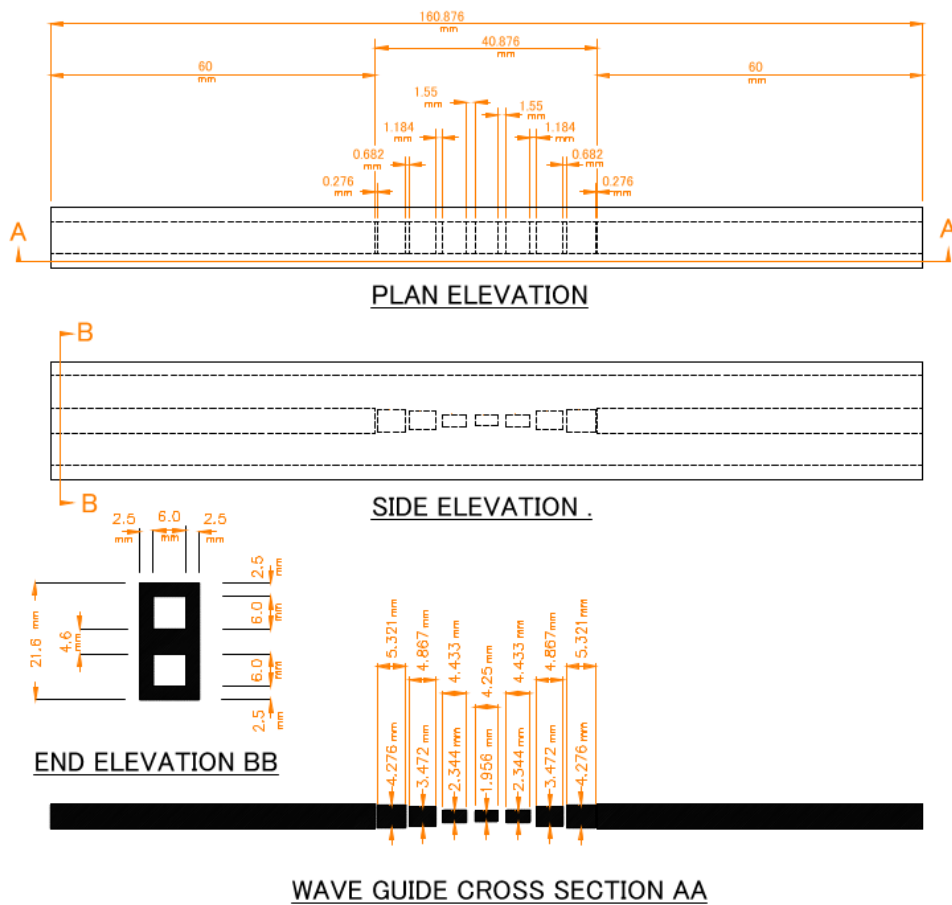 160.876
mm
40.876
mm
60
mm
60
mm
1.55
mm
1.55
mm
1.184
mm
1.184
mm
0.682
mm
0.682
mm
0.276
mm
0.276
mm
A
A
PLAN ELEVATION
B
B
SIDE ELEVATION .
2.5
mm
6.0
mm
2.5
mm
2.5
mm
6.0
mm
4.6
mm
21.6 mm
6.0
mm
2.5
mm
END ELEVATION BB
5.321 mm
4.867 mm
4.433 mm
4.25 mm
4.433 mm
4.867 mm
5.321 mm
4.276 mm
3.472 mm
2.344 mm
1.956 mm
2.344 mm
3.472 mm
4.276 mm
WAVE GUIDE CROSS SECTION AA